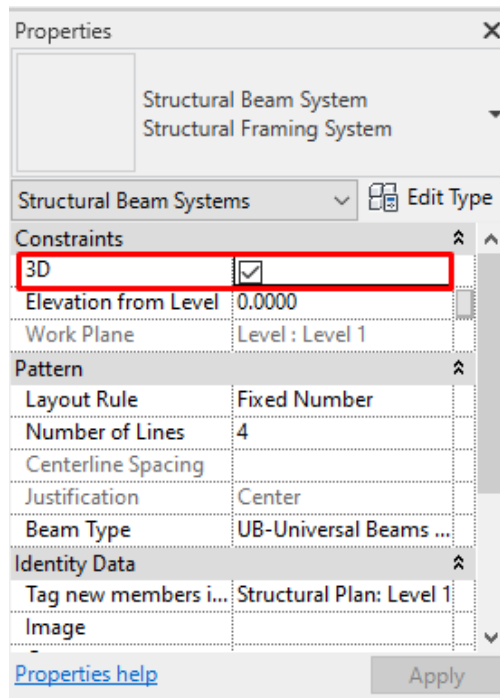 Properties
Structural Beam System
Structural Framing System
Structural Beam Systems
Edit Type
Constraints
3D
Elevation from Level 0.0000
Work Plane Level : Level 1
Pattern
Layout Rule Fixed Number
Number of Lines 4
Centerline Spacing
Justification Center
Beam Type UB-Universal Beams ...
Identity Data
Tag new members i... Structural Plan: Level 1
Image
Properties help Apply